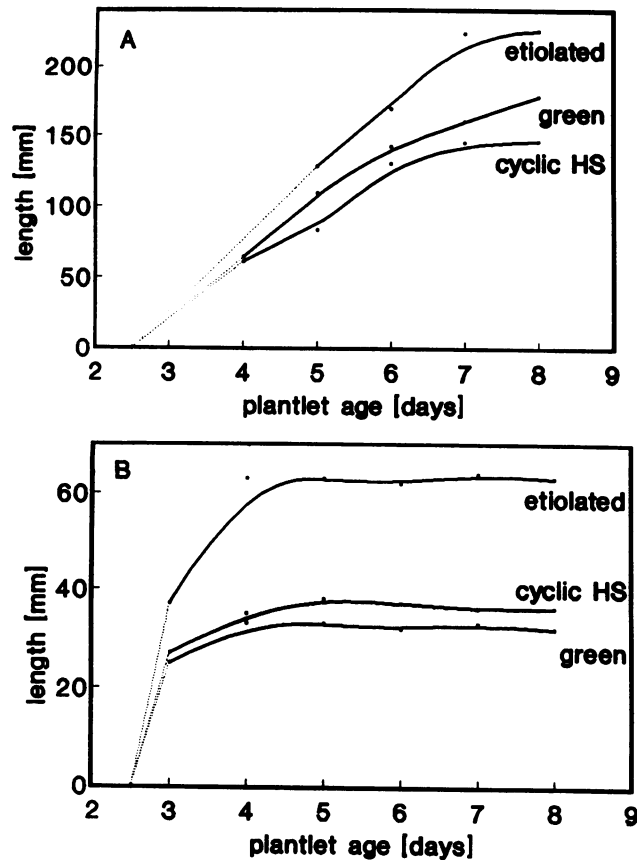 A
200
150
100
50
0
length [mm]
etiolated
green
cyclic HS
2 3 4 5 6 7 8 9
plantlet age [days]
B
60
40
20
0
length [mm]
etiolated
cyclic HS
green
2 3 4 5 6 7 8 9
plantlet age [days]